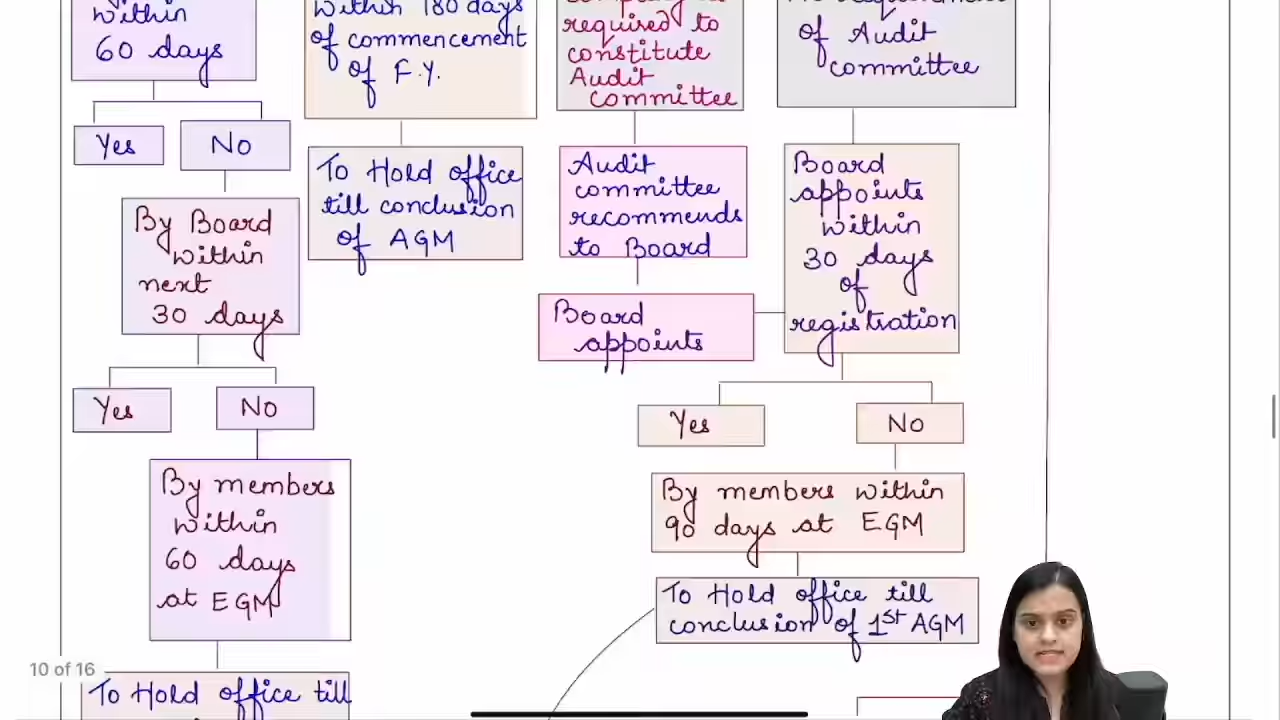 within
60 days
Yes
No
By Board
within
next
30 days
Yes
No
By members
within
60 days
at EGM
To Hold office till
within 180 days
of commencement
of F.Y.
To Hold office
till conclusion
of AGM
required to
constitute
Audit
committee
Audit
committee
recommends
to Board
Board
appoints
of Audit
committee
Board
appoints
within
30 days
of
registration
Yes
No
By members within
90 days at EGM
To Hold office till
conclusion of 1st AGM
10 of 16